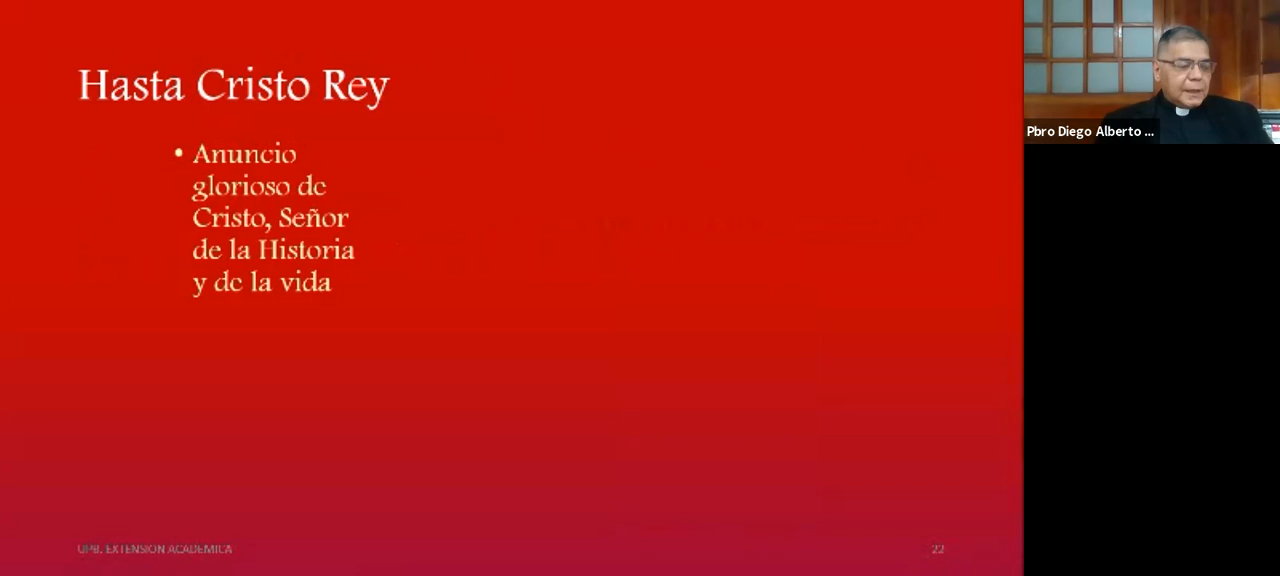 Hasta Cristo Rey
• Anuncio
glorioso de
Cristo, Señor
de la Historia
y de la vida
UPB. EXTENSION ACADEMICA
22
Pbro Diego Alberto ...